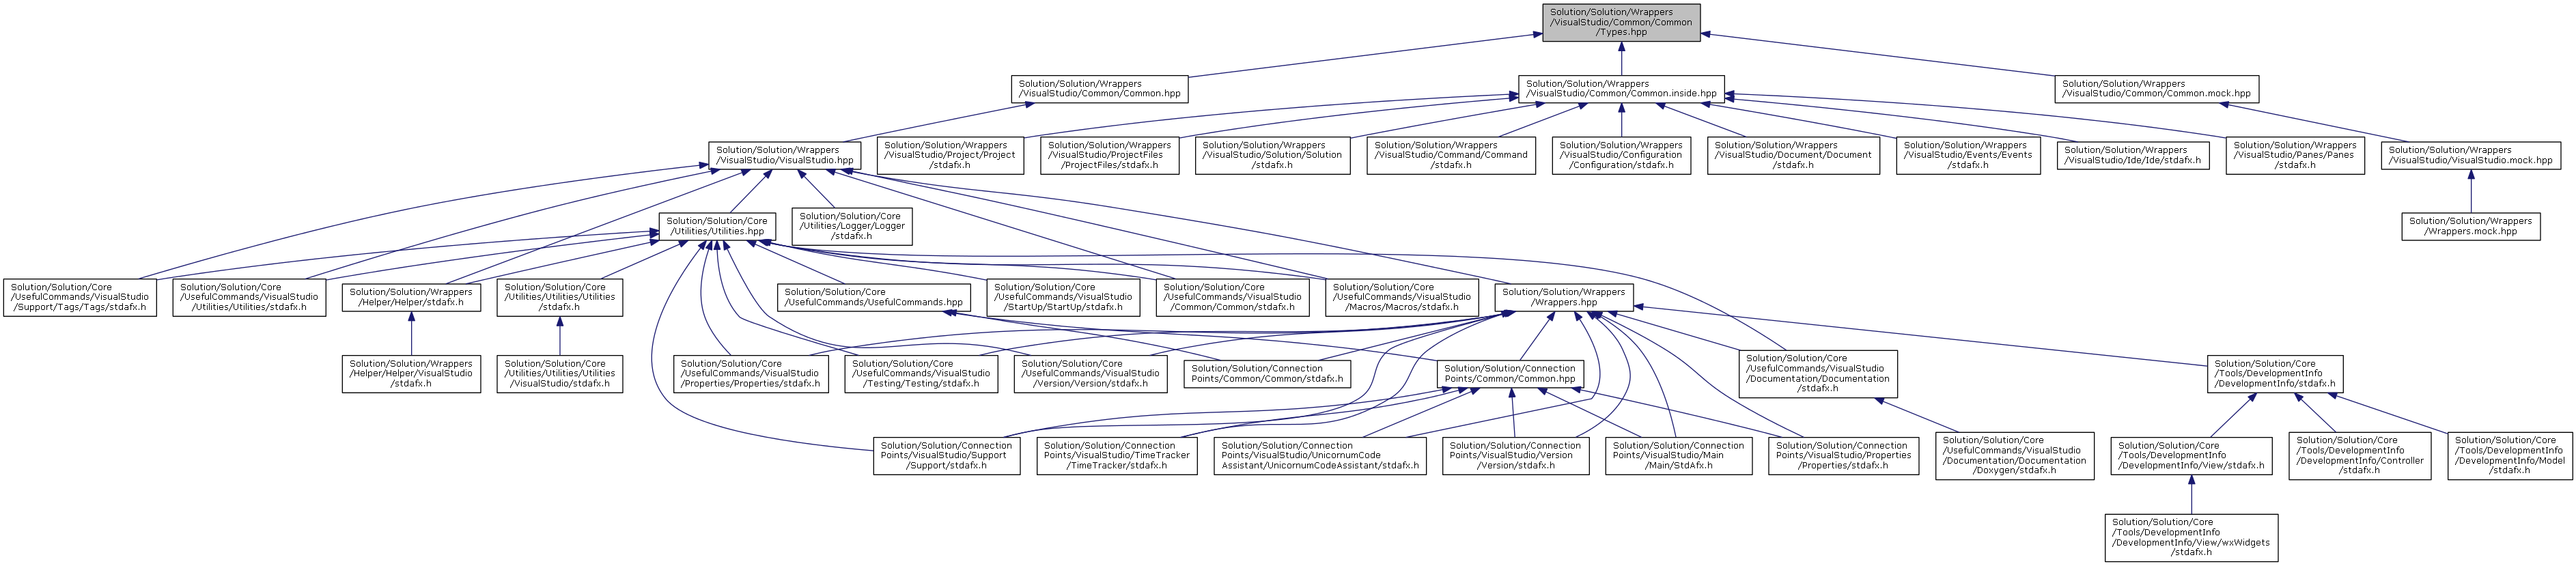 Solution/Solution/Wrappers
/VisualStudio/Common/Common
/Types.hpp
Solution/Solution/Wrappers
/VisualStudio/Common/Common.hpp
Solution/Solution/Wrappers
/VisualStudio/Common/Common.inside.hpp
Solution/Solution/Wrappers
/VisualStudio/Common/Common.mock.hpp
Solution/Solution/Wrappers
/VisualStudio/VisualStudio.hpp
Solution/Solution/Wrappers
/VisualStudio/Project/Project
/stdafx.h
Solution/Solution/Wrappers
/VisualStudio/ProjectFiles
/ProjectFiles/stdafx.h
Solution/Solution/Wrappers
/VisualStudio/Solution/Solution
/stdafx.h
Solution/Solution/Wrappers
/VisualStudio/Command/Command
/stdafx.h
Solution/Solution/Wrappers
/VisualStudio/Configuration
/Configuration/stdafx.h
Solution/Solution/Wrappers
/VisualStudio/Document/Document
/stdafx.h
Solution/Solution/Wrappers
/VisualStudio/Events/Events
/stdafx.h
Solution/Solution/Wrappers
/VisualStudio/Ide/Ide/stdafx.h
Solution/Solution/Wrappers
/VisualStudio/Panes/Panes
/stdafx.h
Solution/Solution/Wrappers
/VisualStudio/VisualStudio.mock.hpp
Solution/Solution/Core
/Utilities/Utilities.hpp
Solution/Solution/Core
/Utilities/Logger/Logger
/stdafx.h
Solution/Solution/Wrappers
/Wrappers.mock.hpp
Solution/Solution/Core
/UsefulCommands/VisualStudio
/Support/Tags/Tags/stdafx.h
Solution/Solution/Core
/UsefulCommands/VisualStudio
/Utilities/Utilities/stdafx.h
Solution/Solution/Wrappers
/Helper/Helper/stdafx.h
Solution/Solution/Core
/Utilities/Utilities/Utilities
/stdafx.h
Solution/Solution/Core
/UsefulCommands/UsefulCommands.hpp
Solution/Solution/Core
/UsefulCommands/VisualStudio
/StartUp/StartUp/stdafx.h
Solution/Solution/Core
/UsefulCommands/VisualStudio
/Common/Common/stdafx.h
Solution/Solution/Core
/UsefulCommands/VisualStudio
/Macros/Macros/stdafx.h
Solution/Solution/Wrappers
/Wrappers.hpp
Solution/Solution/Wrappers
/Helper/Helper/VisualStudio
/stdafx.h
Solution/Solution/Core
/Utilities/Utilities/Utilities
/VisualStudio/stdafx.h
Solution/Solution/Core
/UsefulCommands/VisualStudio
/Properties/Properties/stdafx.h
Solution/Solution/Core
/UsefulCommands/VisualStudio
/Testing/Testing/stdafx.h
Solution/Solution/Core
/UsefulCommands/VisualStudio
/Version/Version/stdafx.h
Solution/Solution/Connection
Points/Common/Common/stdafx.h
Solution/Solution/Connection
Points/Common/Common.hpp
Solution/Solution/Core
/UsefulCommands/VisualStudio
/Documentation/Documentation
/stdafx.h
Solution/Solution/Core
/Tools/DevelopmentInfo
/DevelopmentInfo/stdafx.h
Solution/Solution/Connection
Points/VisualStudio/Support
/Support/stdafx.h
Solution/Solution/Connection
Points/VisualStudio/TimeTracker
/TimeTracker/stdafx.h
Solution/Solution/Connection
Points/VisualStudio/UnicornumCode
Assistant/UnicornumCodeAssistant/stdafx.h
Solution/Solution/Connection
Points/VisualStudio/Version
/Version/stdafx.h
Solution/Solution/Connection
Points/VisualStudio/Main
/Main/StdAfx.h
Solution/Solution/Connection
Points/VisualStudio/Properties
/Properties/stdafx.h
Solution/Solution/Core
/UsefulCommands/VisualStudio
/Documentation/Documentation
/Doxygen/stdafx.h
Solution/Solution/Core
/Tools/DevelopmentInfo
/DevelopmentInfo/View/stdafx.h
Solution/Solution/Core
/Tools/DevelopmentInfo
/DevelopmentInfo/Controller
/stdafx.h
Solution/Solution/Core
/Tools/DevelopmentInfo
/DevelopmentInfo/Model
/stdafx.h
Solution/Solution/Core
/Tools/DevelopmentInfo
/DevelopmentInfo/View/wxWidgets
/stdafx.h